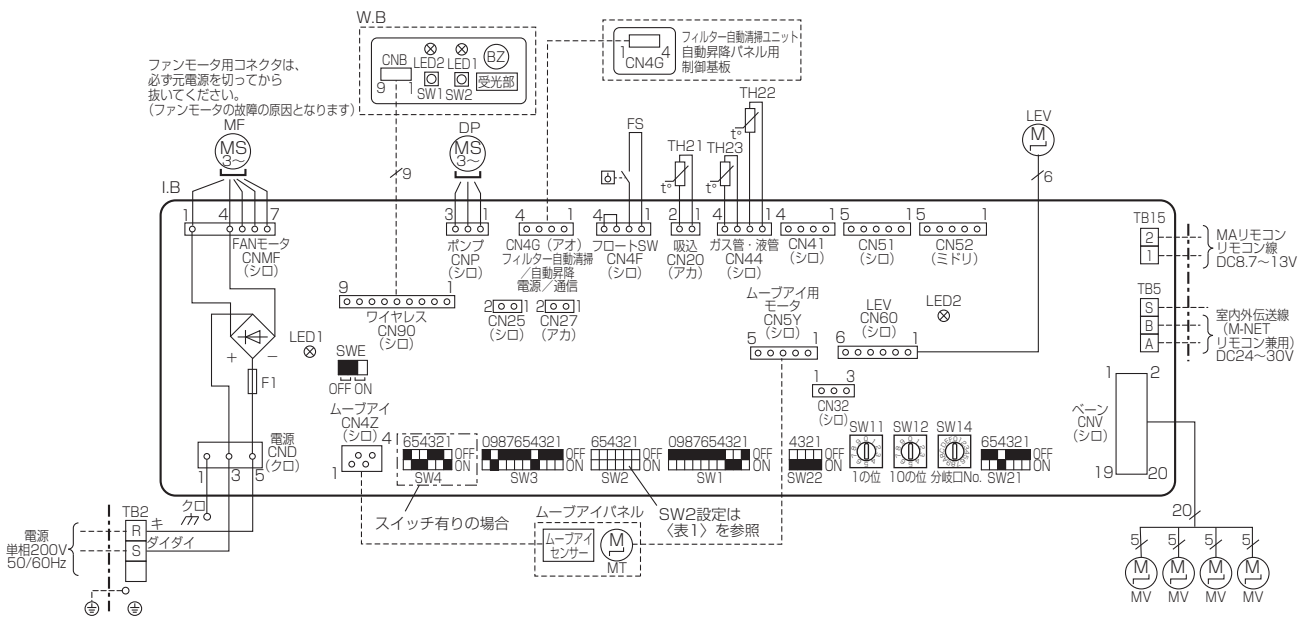 W.B
CNB
LED2 LED1
BZ
9 1
SW1 SW2
受光部
1 4
CN4G
フィルター自動清掃ユニット
自動昇降パネル用
制御基板
ファンモータ用コネクタは、
必ず元電源を切ってから
抜いてください。
(ファンモータの故障の原因となります)
MF
MS
3～
DP
MS
3～
9
FS
TH21
t°
TH23
t°
TH22
t°
LEV
M
6
I.B
1 4 7
FANモータ
CNMF
(シロ)
3 1
ポンプ
CNP
(シロ)
4 1
CN4G (アオ)
フィルター自動清掃
／自動昇降
電源／通信
4 1
フロートSW
CN4F
(シロ)
2 1
吸込
CN20
(アカ)
4 1
ガス管・液管
CN44
(シロ)
4 1
CN41
(シロ)
5 1
CN51
(シロ)
5 1
CN52
(ミドリ)
TB15
2
1
MAリモコン
リモコン線
DC8.7～13V
TB5
S
B
A
室内外伝送線
(M-NET
リモコン兼用)
DC24～30V
9 1
ワイヤレス
CN90
(シロ)
2 1
CN25
(シロ)
2 1
CN27
(アカ)
ムーブアイ用
モータ
CN5Y
(シロ)
5 1
LEV
CN60
(シロ)
6 1
LED2
LED1
+ −
F1
SWE
OFF ON
1 3
CN32
(シロ)
1 2
ベーン
CNV
(シロ)
19 20
電源
CND
(クロ)
1 3 5
ムーブアイ
CN4Z
(シロ)
4
1
654321
OFF
ON
SW4
0987654321
OFF
ON
SW3
654321
OFF
ON
SW2
0987654321
OFF
ON
SW1
4321
OFF
ON
SW22
SW11
1の位
SW12
10の位
SW14
分岐口No.
654321
OFF
ON
SW21
クロ
TB2
R
S
キ
ダイダイ
電源
単相200V
50/60Hz
スイッチ有りの場合
ムーブアイパネル
ムーブアイ
センサー
M
MT
SW2設定は
〈表1〉を参照
20
5 5 5 5
M M M M
MV MV MV MV